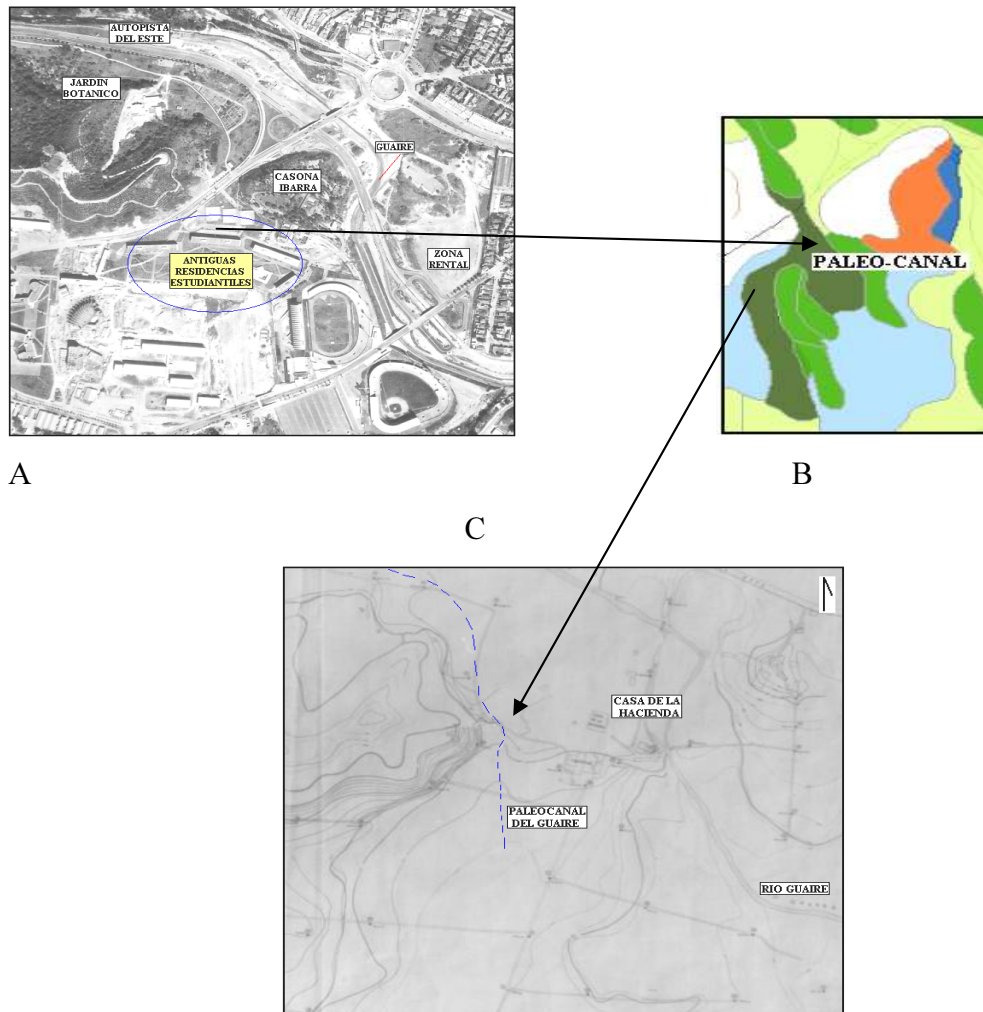 AUTOPISTA
DEL ESTE
JARDIN
BOTANICO
GUAIRE
CASONA
IBARRA
ZONA
RENTAL
ANTIGUAS
RESIDENCIAS
ESTUDIANTILES
PALEO-CANAL
A
B
C
CASA DE LA
HACIENDA
PALEOCANAL
DEL GUAIRE
RIO GUAIRE